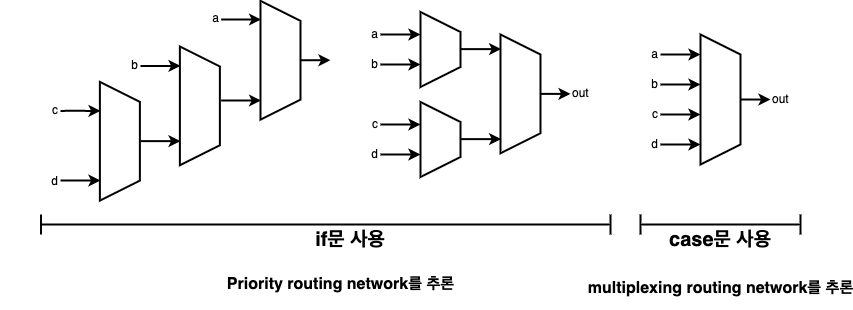 a
b
c
d
a
b
c
d
out
a
b
c
d
out
if문 사용
case문 사용
Priority routing network를 추론
multiplexing routing network를 추론